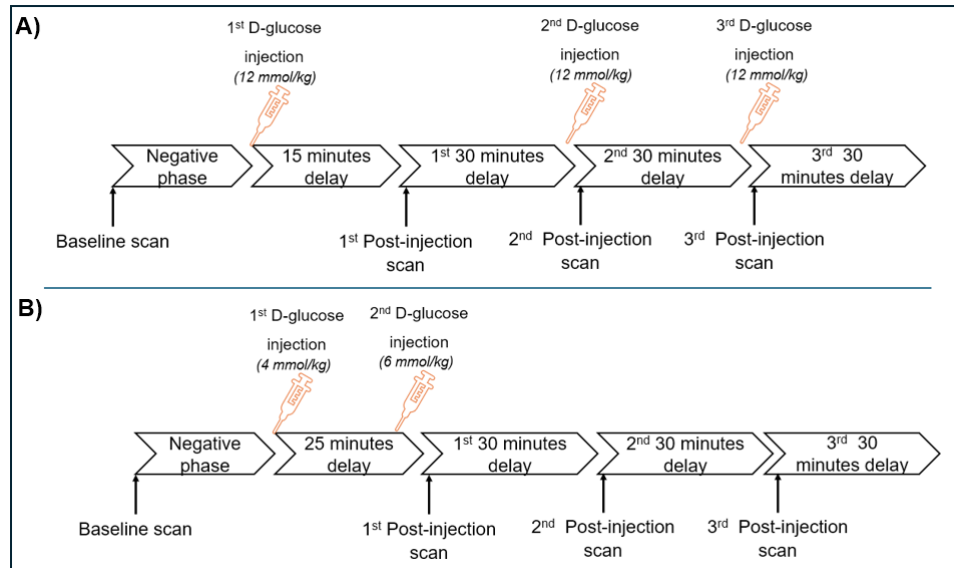 A)
1st D-glucose
injection
(12 mmol/kg)
2nd D-glucose
injection
(12 mmol/kg)
3rd D-glucose
injection
(12 mmol/kg)
Negative
phase
15 minutes
delay
1st 30 minutes
delay
2nd 30 minutes
delay
3rd 30
minutes delay
Baseline scan
1st Post-injection
scan
2nd Post-injection
scan
3rd Post-injection
scan
B)
1st D-glucose
injection
(4 mmol/kg)
2nd D-glucose
injection
(6 mmol/kg)
Negative
phase
25 minutes
delay
1st 30 minutes
delay
2nd 30 minutes
delay
3rd 30
minutes delay
Baseline scan
1st Post-injection
scan
2nd Post-injection
scan
3rd Post-injection
scan